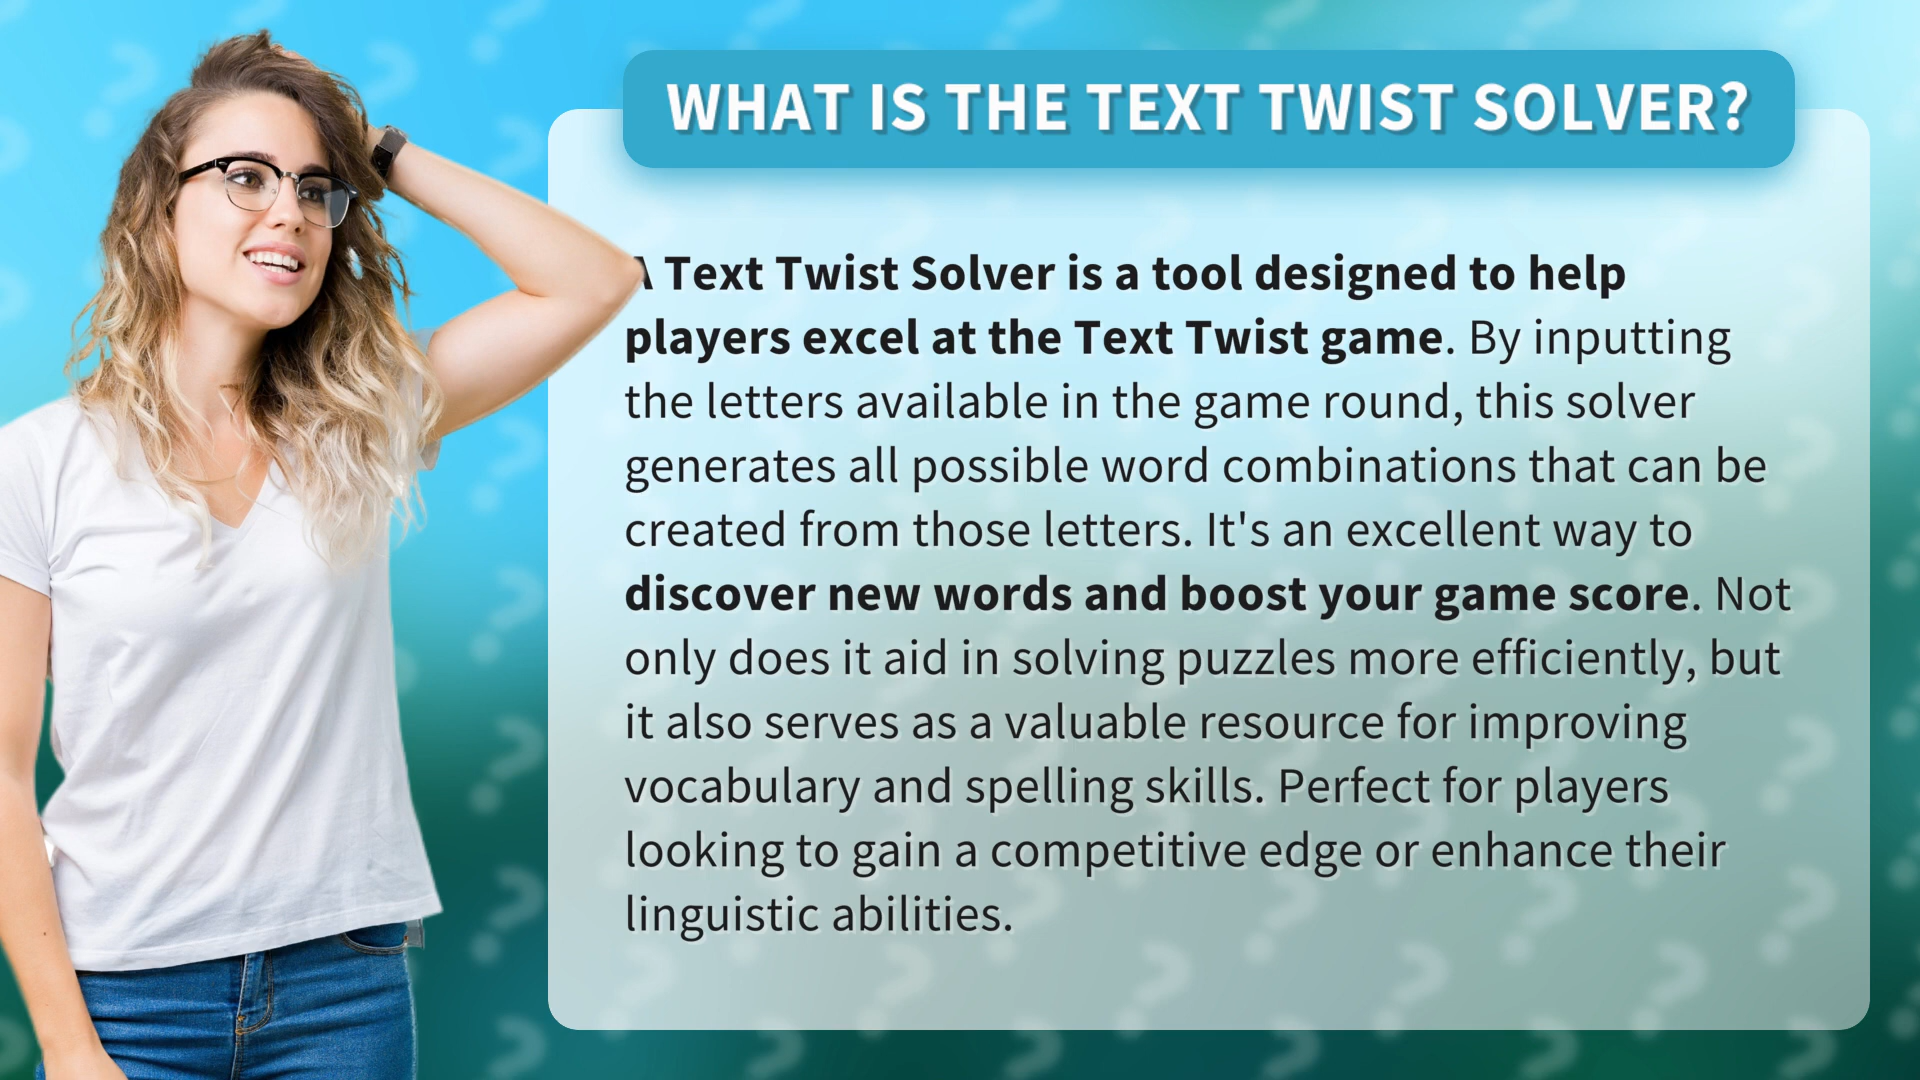 WHAT IS THE TEXT TWIST SOLVER?
A Text Twist Solver is a tool designed to help
players excel at the Text Twist game. By inputting
the letters available in the game round, this solver
generates all possible word combinations that can be
created from those letters. It's an excellent way to
discover new words and boost your game score. Not
only does it aid in solving puzzles more efficiently, but
it also serves as a valuable resource for improving
vocabulary and spelling skills. Perfect for players
looking to gain a competitive edge or enhance their
linguistic abilities.